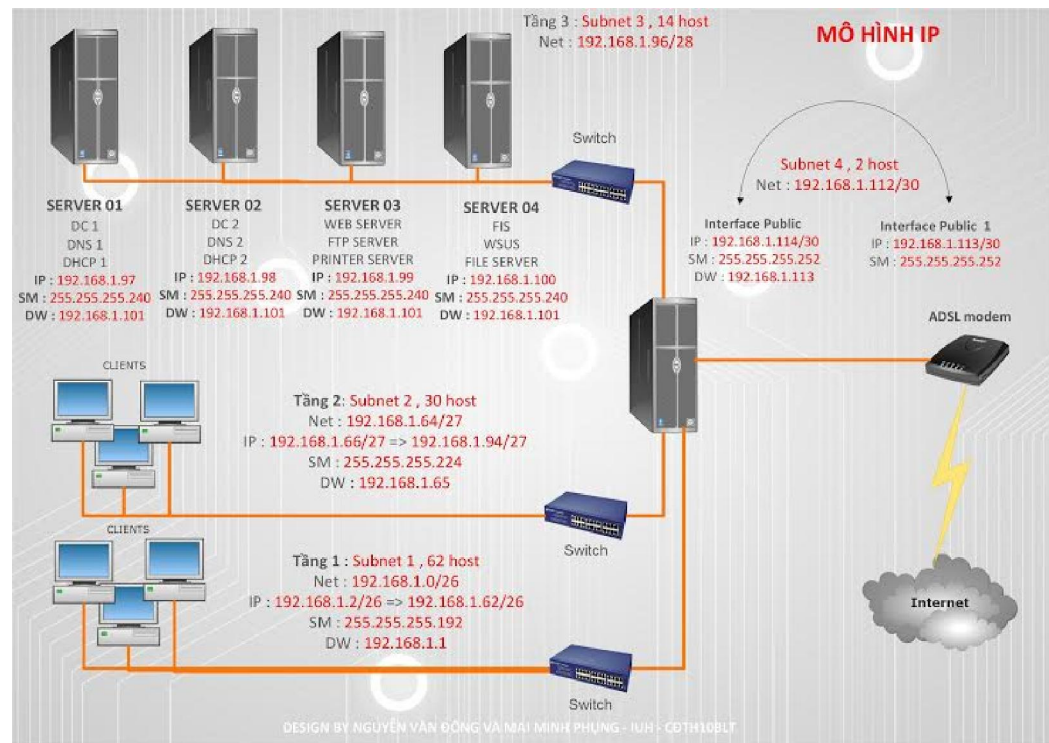 Tầng 3 : Subnet 3 , 14 host
Net : 192.168.1.96/28
MÔ HÌNH IP
Switch
Subnet 4 , 2 host
Net : 192.168.1.112/30
SERVER 01
DC 1
DNS 1
DHCP 1
IP : 192.168.1.97
SM : 255.255.255.240
DW : 192.168.1.101
SERVER 02
DC 2
DNS 2
DHCP 2
IP : 192.168.1.98
SM : 255.255.255.240
DW : 192.168.1.101
SERVER 03
WEB SERVER
FTP SERVER
PRINTER SERVER
IP : 192.168.1.99
SM : 255.255.255.240
DW : 192.168.1.101
SERVER 04
FIS
WSUS
FILE SERVER
IP : 192.168.1.100
SM : 255.255.255.240
DW : 192.168.1.101
Interface Public
IP : 192.168.1.114/30
SM : 255.255.255.252
DW : 192.168.1.113
Interface Public 1
IP : 192.168.1.113/30
SM : 255.255.255.252
ADSL modem
CLIENTS
Tầng 2: Subnet 2 , 30 host
Net : 192.168.1.64/27
IP : 192.168.1.66/27 => 192.168.1.94/27
SM : 255.255.255.224
DW : 192.168.1.65
Switch
CLIENTS
Tầng 1 : Subnet 1 , 62 host
Net : 192.168.1.0/26
IP : 192.168.1.2/26 => 192.168.1.62/26
SM : 255.255.255.192
DW : 192.168.1.1
Internet
Switch
DESIGN BY NGUYỄN VĂN ĐÔNG VÀ MAI MINH PHỤNG - IUH - CĐTH10BLT